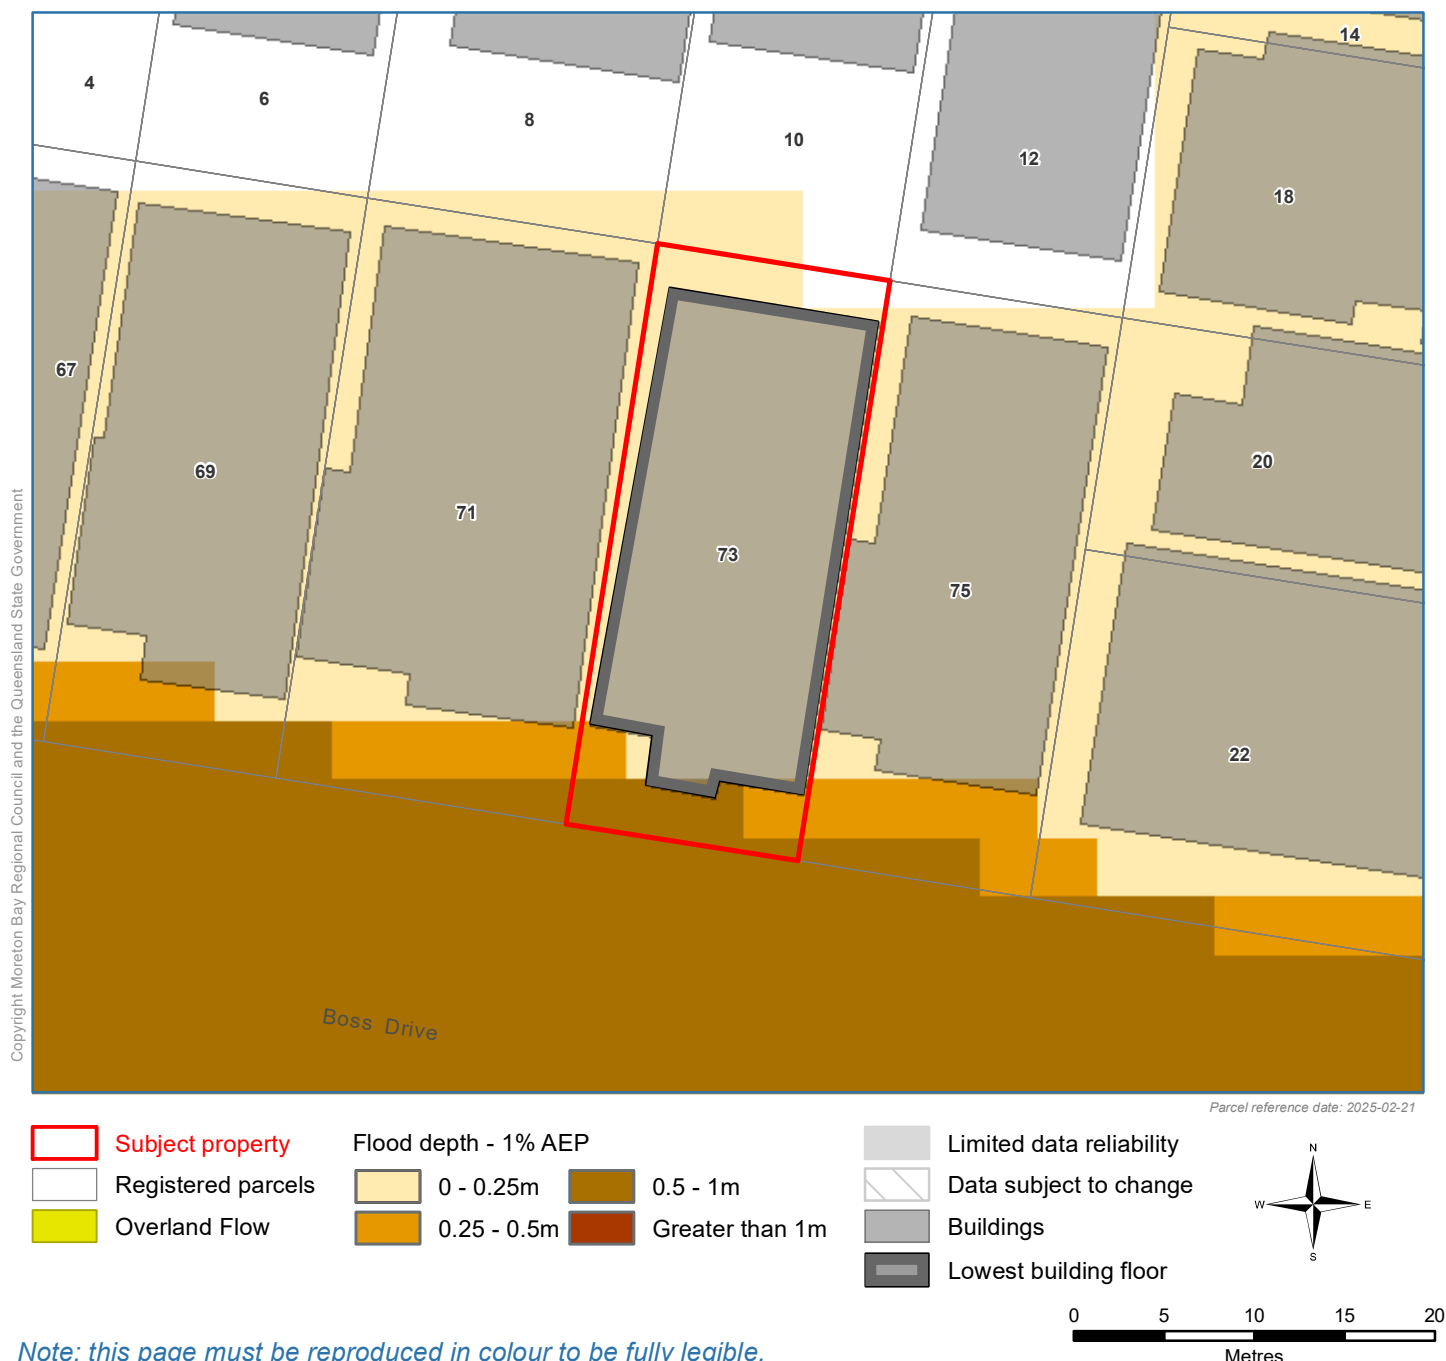 14
4
6
8
10
12
18
67
69
71
73
75
20
22
Boss Drive
Copyright Moreton Bay Regional Council and the Queensland State Government
Parcel reference date: 2025-02-21
Subject property
Registered parcels
Overland Flow
Flood depth - 1% AEP
0 - 0.25m
0.25 - 0.5m
0.5 - 1m
Greater than 1m
Limited data reliability
Data subject to change
Buildings
Lowest building floor
N
W E
S
0 5 10 15 20
Metres
Note: this page must be reproduced in colour to be fully legible.